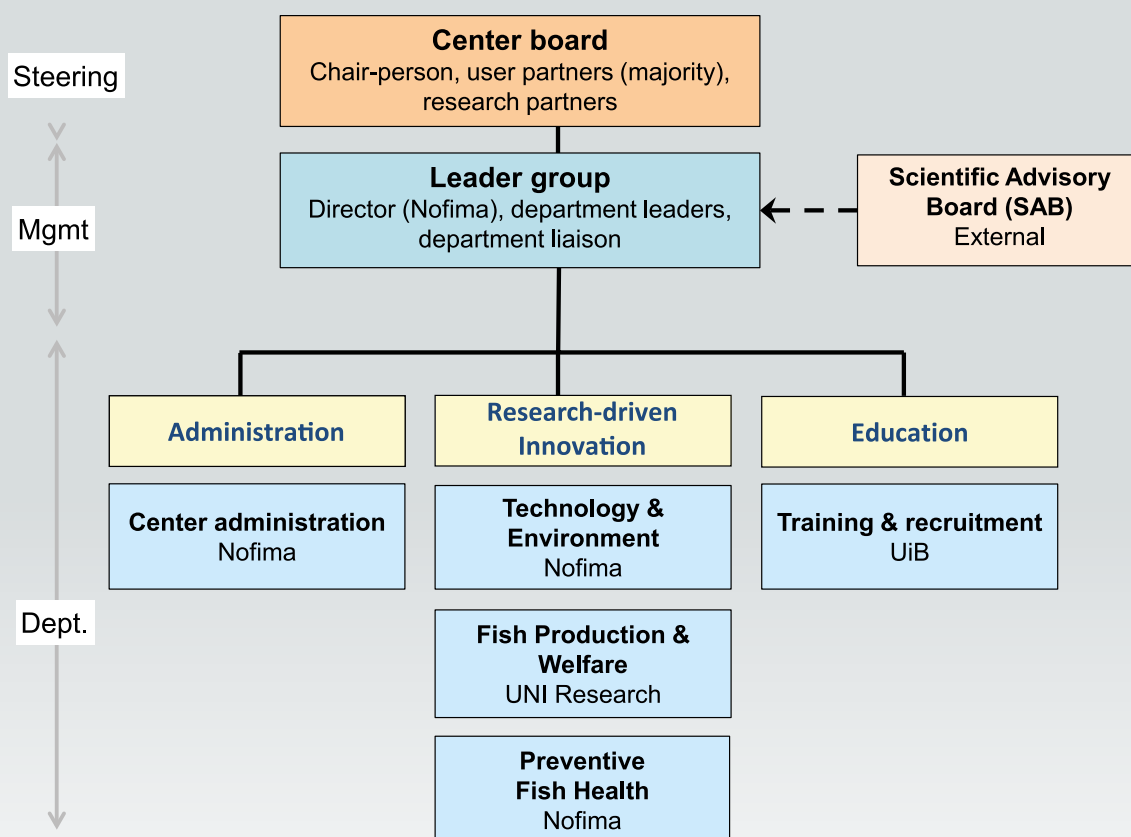 Steering
Center board
Chair-person, user partners (majority),
research partners
Mgmt
Leader group
Director (Nofima), department leaders,
department liaison
Scientific Advisory
Board (SAB)
External
Dept.
Administration
Research-driven
Innovation
Education
Center administration
Nofima
Technology &
Environment
Nofima
Training & recruitment
UiB
Fish Production &
Welfare
UNI Research
Preventive
Fish Health
Nofima